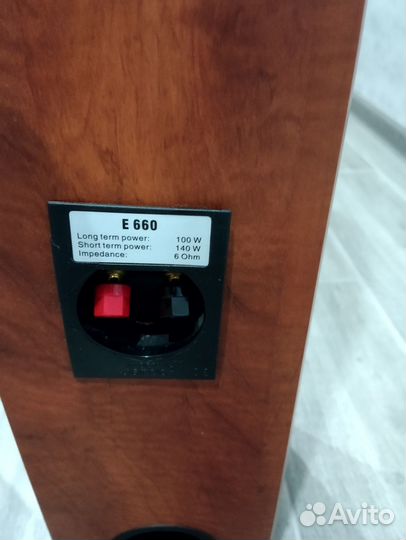 E 660
Long term power: 100 W
Short term power: 140 W
Impedance: 6 Ohm
Avito